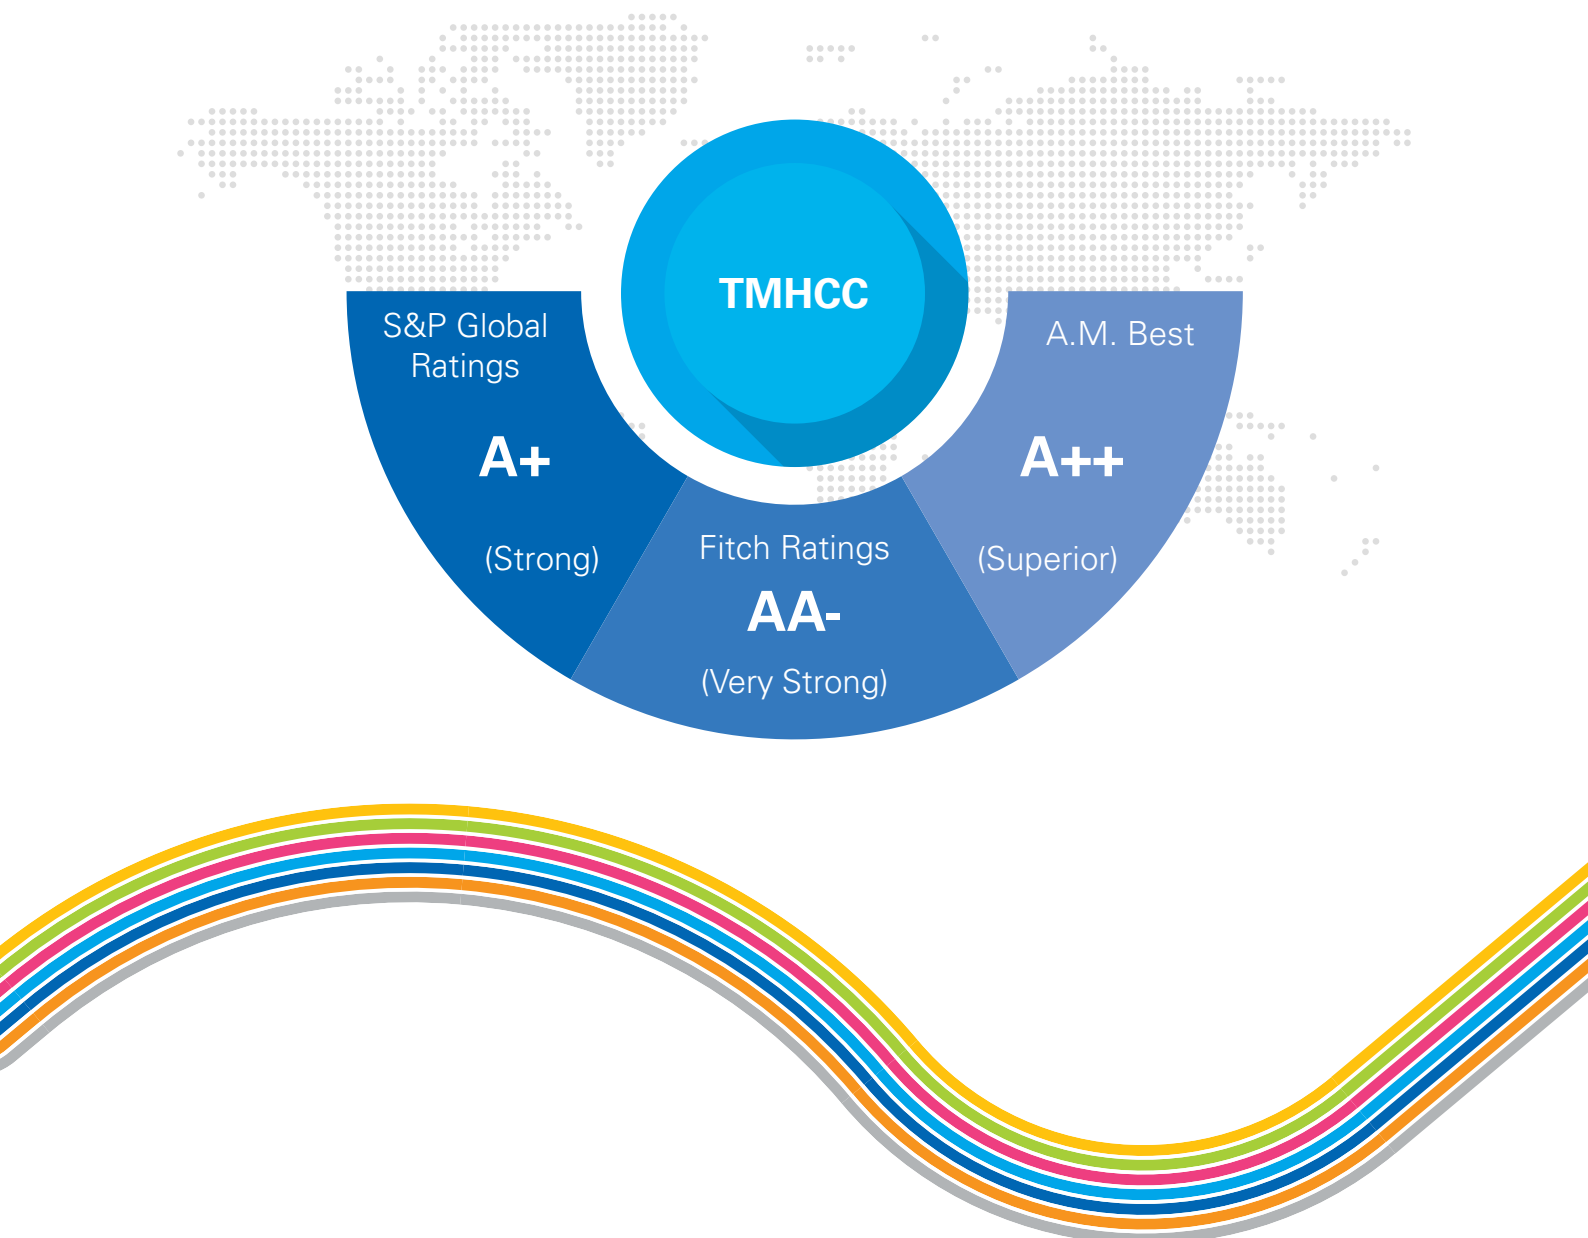 TMHCC
S&P Global
Ratings
A+
(Strong)
Fitch Ratings
AA-
(Very Strong)
A.M. Best
A++
(Superior)